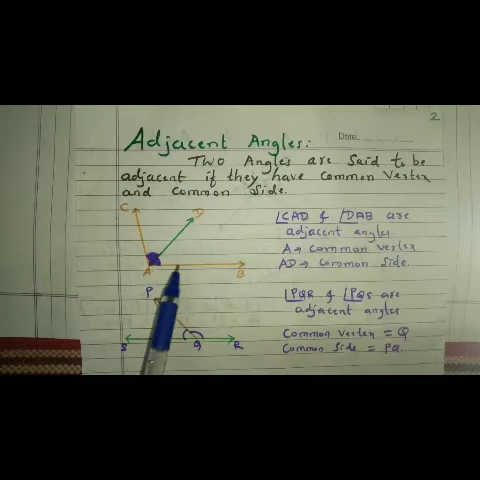 2
Adjacent Angles:
Date
Two Angles are said to be
adjacent if they have common vertex
and common side.
C
D
A
B
∠CAD & ∠DAB are
adjacent angles.
A → common vertex
AD → common side.
P
S
Q
R
∠PQR & ∠PQS are
adjacent angles
Common vertex = Q
Common side = PQ.